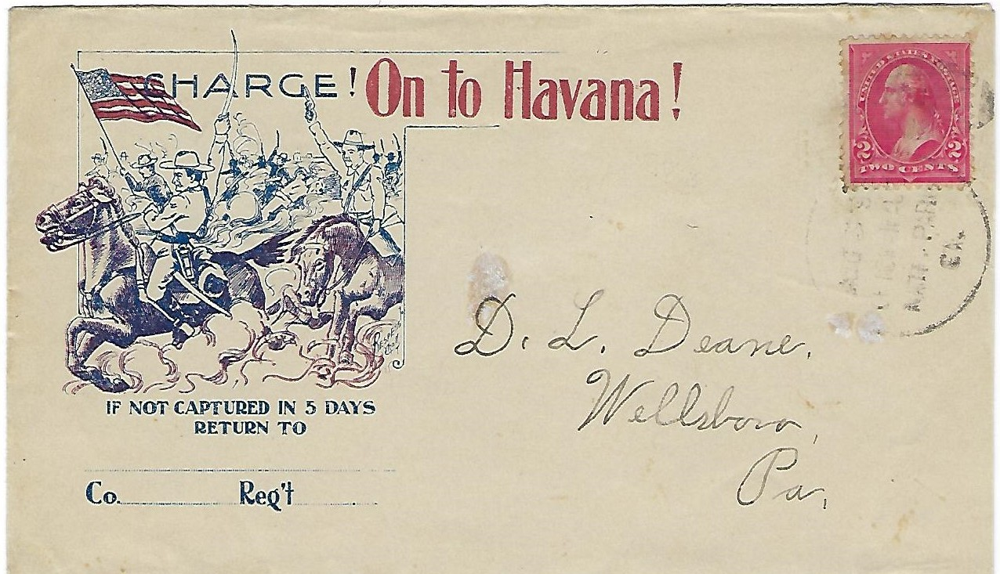 CHARGE! On to Havana!
UNITED STATES POSTAGE
2 2
TWO CENTS
GA.
D. L. Deane,
Wellsboro,
Pa,
IF NOT CAPTURED IN 5 DAYS
RETURN TO
Co. Reg't